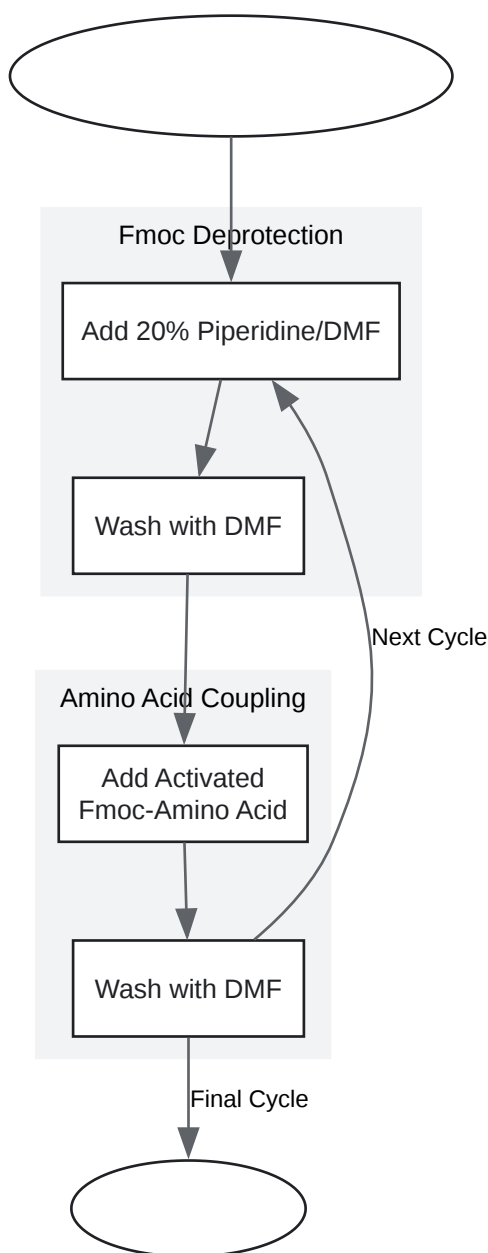 Fmoc Deprotection
Add 20% Piperidine/DMF
Wash with DMF
Next Cycle
Amino Acid Coupling
Add Activated
Fmoc-Amino Acid
Wash with DMF
Final Cycle